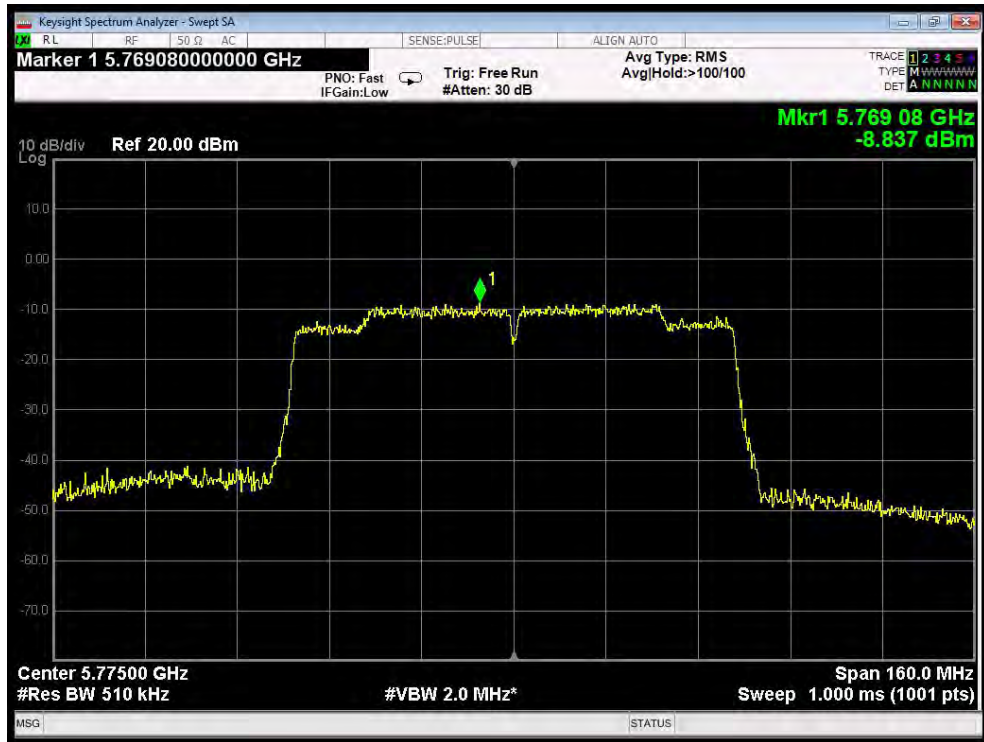 Keysight Spectrum Analyzer - Swept SA
RL RF 50 Ω AC SENSE:PULSE ALIGN AUTO
Marker 1 5.769080000000 GHz
PNO: Fast
IFGain:Low
Trig: Free Run
#Atten: 30 dB
Avg Type: RMS
Avg|Hold:>100/100
TRACE 1 2 3 4 5 6
TYPE M WWWWW
DET A N N N N N
Mkr1 5.769 08 GHz
-8.837 dBm
10 dB/div Ref 20.00 dBm
Log
10.0
0.00
1
-10.0
-20.0
-30.0
-40.0
-50.0
-60.0
-70.0
Center 5.77500 GHz Span 160.0 MHz
#Res BW 510 kHz #VBW 2.0 MHz* Sweep 1.000 ms (1001 pts)
MSG STATUS